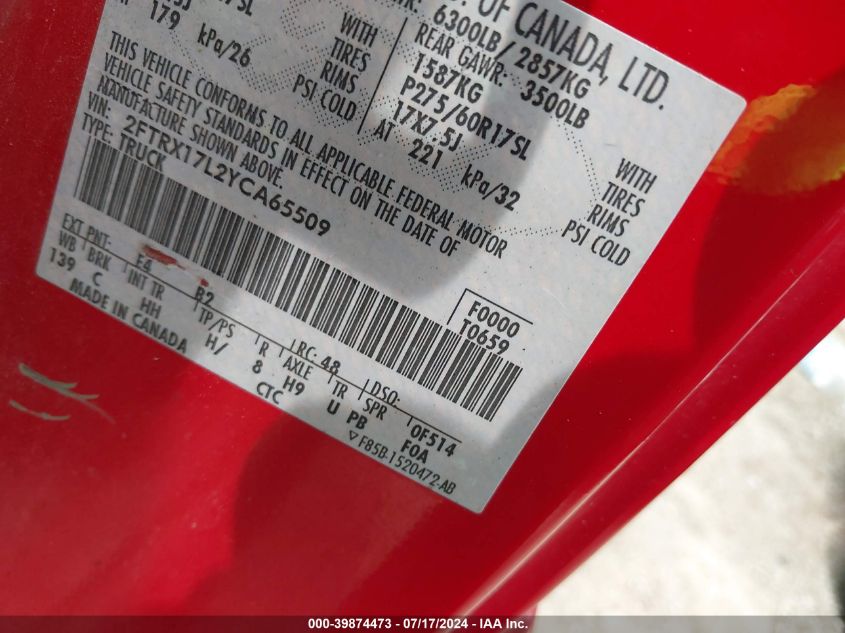 OF CANADA, LTD.
6300LB / 2857KG
179 kPa/26
WITH
TIRES
RIMS
PSI COLD
REAR GAWR: 3500LB
1587KG
P275/60R17SL
17X7.5J
AT 221 kPa/32
WITH
TIRES
RIMS
PSI COLD
THIS VEHICLE CONFORMS TO ALL APPLICABLE FEDERAL MOTOR
VEHICLE SAFETY STANDARDS IN EFFECT ON THE DATE OF
MANUFACTURE SHOWN ABOVE.
VIN: 2FTRX17L2YCA65509
TYPE: TRUCK
F0000
T0659
EXT PNT: E4 B2 RC: 48 DSO:
WB BRK INT TR TP/PS R AXLE TR SPR 0F514
139 C HH H/ 8 H9 U PB F0A
MADE IN CANADA CTC ▽F85B-1520472-AB
000-39874473 - 07/17/2024 - IAA Inc.